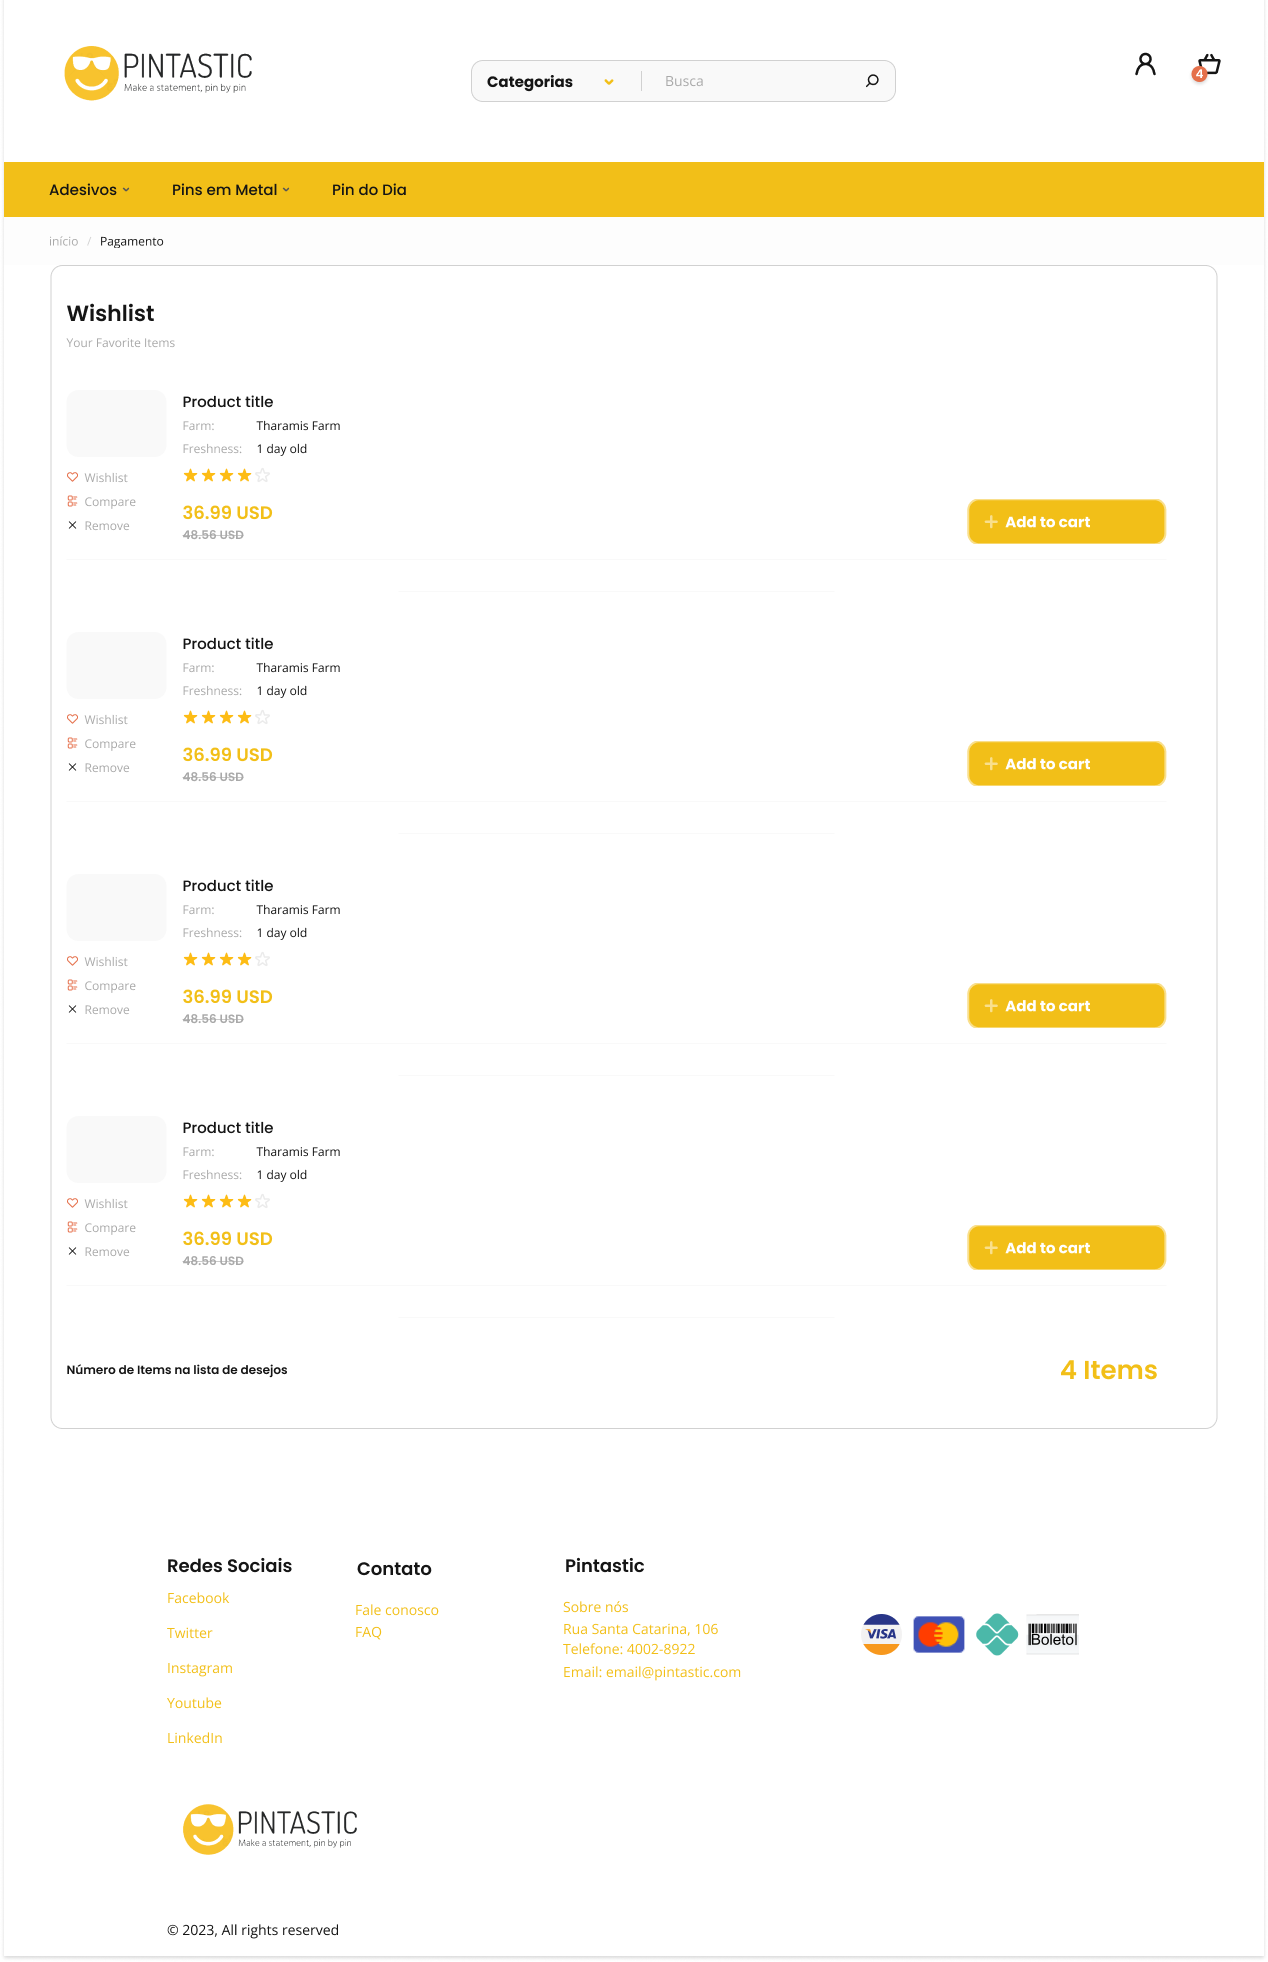 PINTASTIC
Make a statement, pin by pin
Categorias
Busca
4
Adesivos
Pins em Metal
Pin do Dia
início / Pagamento
Wishlist
Your Favorite Items
Product title
Farm: Tharamis Farm
Freshness: 1 day old
Wishlist
Compare
36.99 USD
Remove
48.56 USD
Add to cart
Product title
Farm: Tharamis Farm
Freshness: 1 day old
Wishlist
Compare
36.99 USD
Remove
48.56 USD
Add to cart
Product title
Farm: Tharamis Farm
Freshness: 1 day old
Wishlist
Compare
36.99 USD
Remove
48.56 USD
Add to cart
Product title
Farm: Tharamis Farm
Freshness: 1 day old
Wishlist
Compare
36.99 USD
Remove
48.56 USD
Add to cart
Número de Items na lista de desejos
4 Items
Redes Sociais
Facebook
Twitter
Instagram
Youtube
LinkedIn
Contato
Fale conosco
FAQ
Pintastic
Sobre nós
Rua Santa Catarina, 106
Telefone: 4002-8922
Email: email@pintastic.com
VISA
Boleto
PINTASTIC
Make a statement, pin by pin
© 2023, All rights reserved